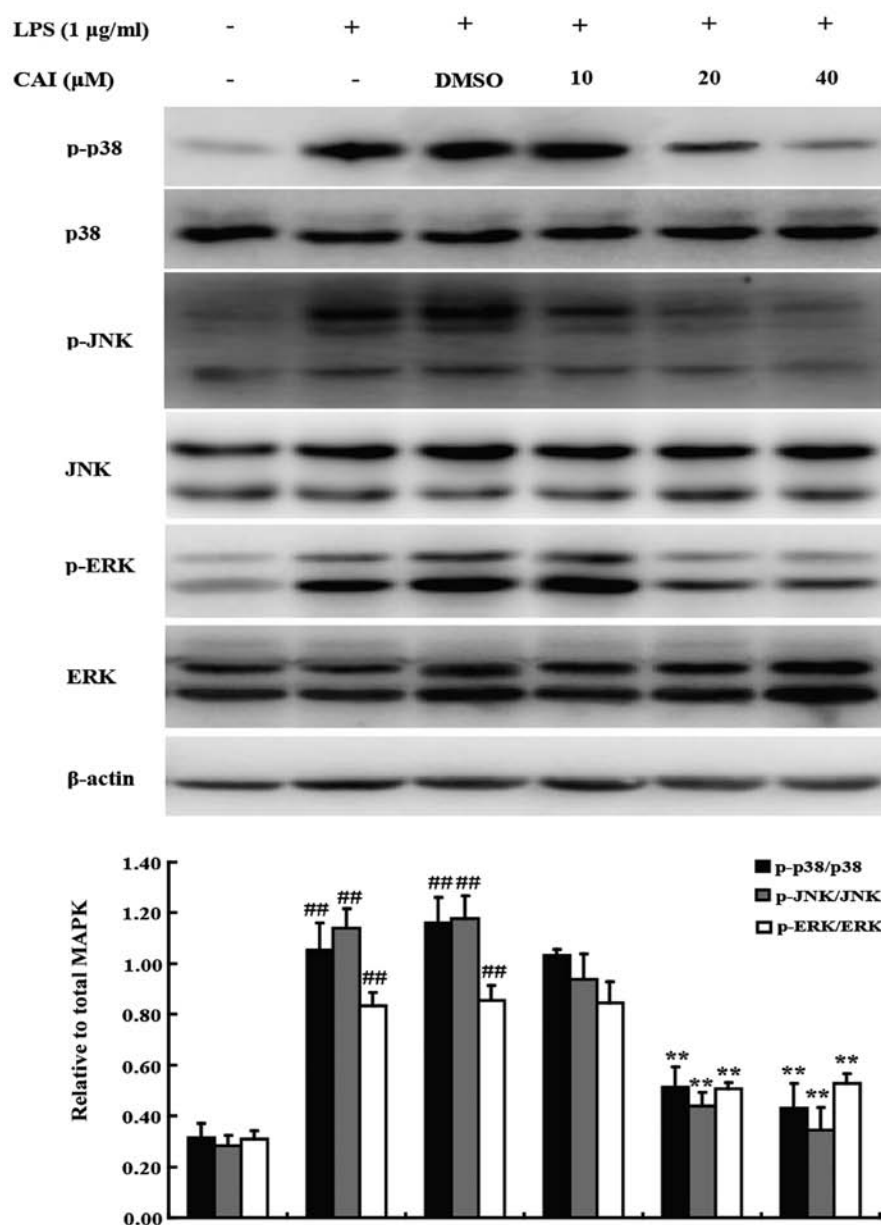 LPS (1 µg/ml) - + + + + +
CAI (µM) - - DMSO 10 20 40
p-p38
p38
p-JNK
JNK
p-ERK
ERK
β-actin
1.40
1.20
1.00
0.80
0.60
0.40
0.20
0.00
Relative to total MAPK
p-p38/p38
p-JNK/JNK
p-ERK/ERK
## ## ##
## ## ##
** ** **
** ** **